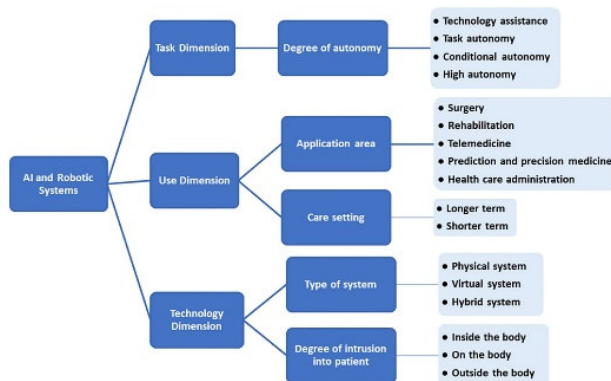 Task Dimension
Degree of autonomy
● Technology assistance
● Task autonomy
● Conditional autonomy
● High autonomy
AI and Robotic
Systems
Use Dimension
Application area
● Surgery
● Rehabilitation
● Telemedicine
● Prediction and precision medicine
● Health care administration
Care setting
● Longer term
● Shorter term
Technology
Dimension
Type of system
● Physical system
● Virtual system
● Hybrid system
Degree of intrusion
into patient
● Inside the body
● On the body
● Outside the body